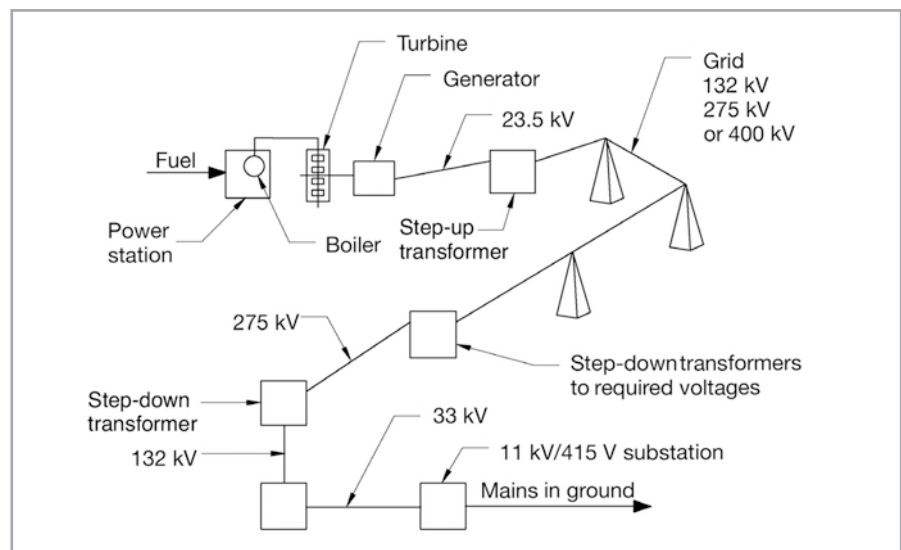 Turbine
Generator
23.5 kV
Grid
132 kV
275 kV
or 400 kV
Fuel
Power
station
Boiler
Step-up
transformer
275 kV
Step-down transformers
to required voltages
Step-down
transformer
33 kV
132 kV
11 kV/415 V substation
Mains in ground